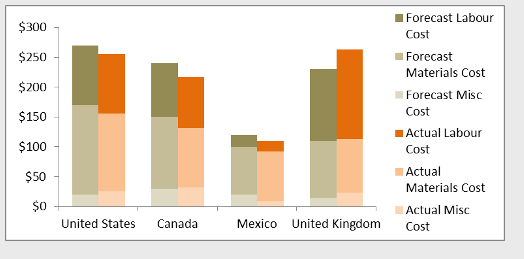 $300
$250
$200
$150
$100
$50
$0
United States
Canada
Mexico
United Kingdom
Forecast Labour
Cost
Forecast
Materials Cost
Forecast Misc
Cost
Actual Labour
Cost
Actual
Materials Cost
Actual Misc
Cost